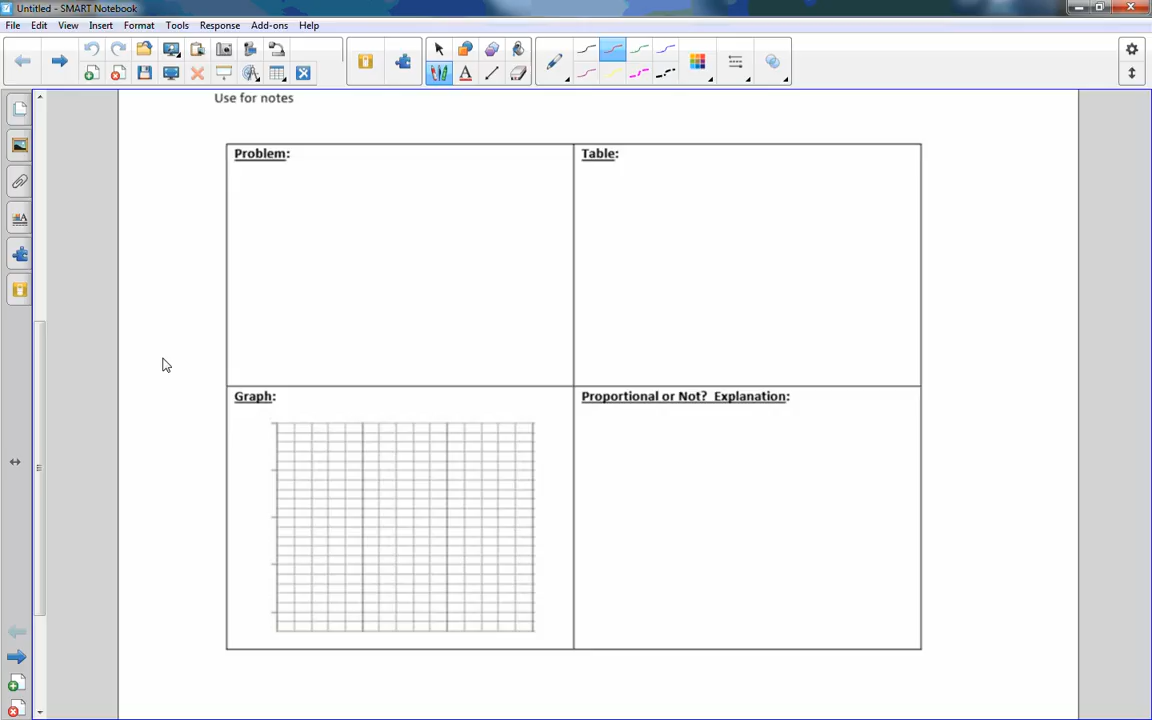 Untitled - SMART Notebook
File Edit View Insert Format Tools Response Add-ons Help
Use for notes
Problem:
Table:
Graph:
Proportional or Not? Explanation: